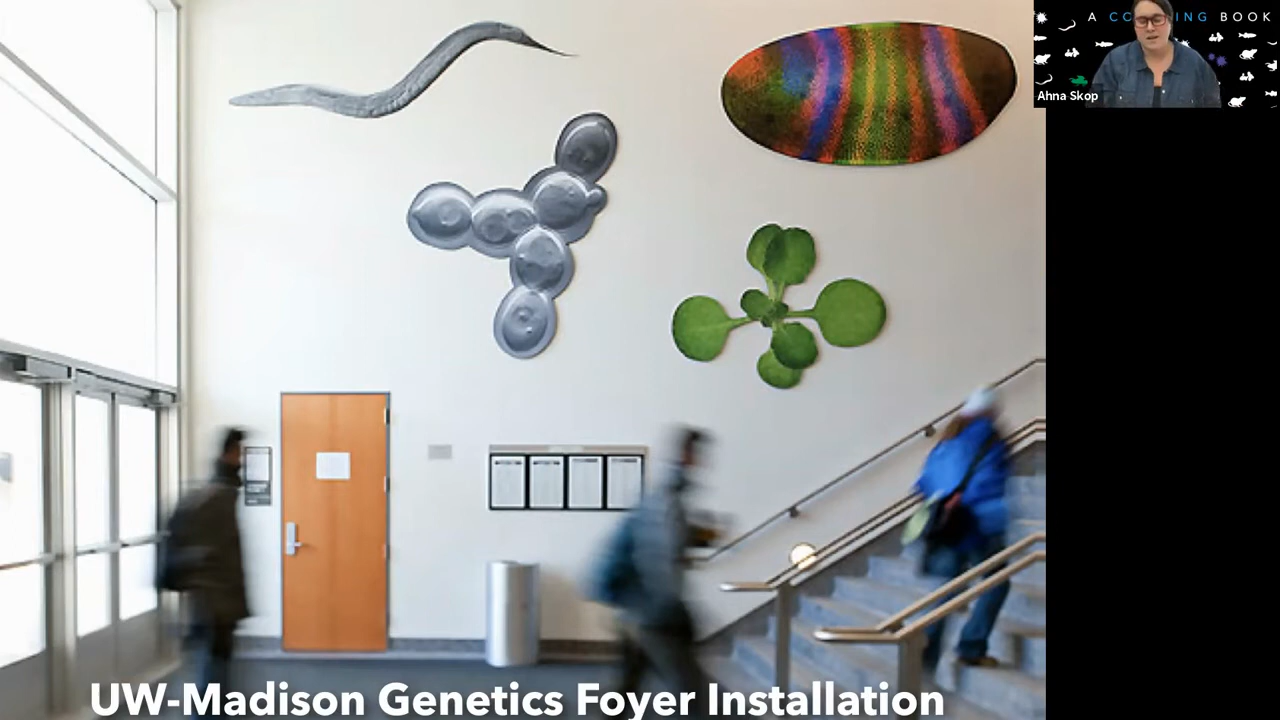 A CO ING BOOK
Ahna Skop
UW-Madison Genetics Foyer Installation